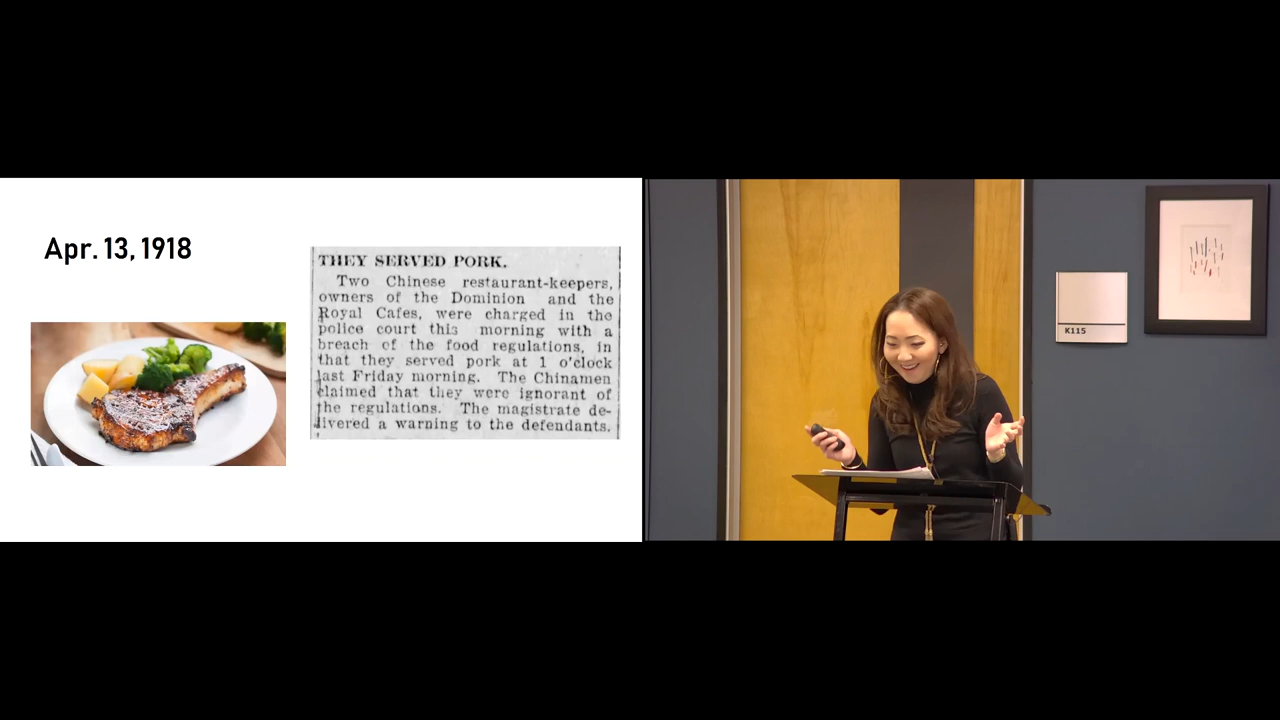 Apr. 13, 1918
THEY SERVED PORK.
Two Chinese restaurant-keepers,
owners of the Dominion and the
Royal Cafes, were charged in the
police court this morning with a
breach of the food regulations, in
that they served pork at 1 o'clock
last Friday morning. The Chinamen
claimed that they were ignorant of
the regulations. The magistrate de-
livered a warning to the defendants.
K115